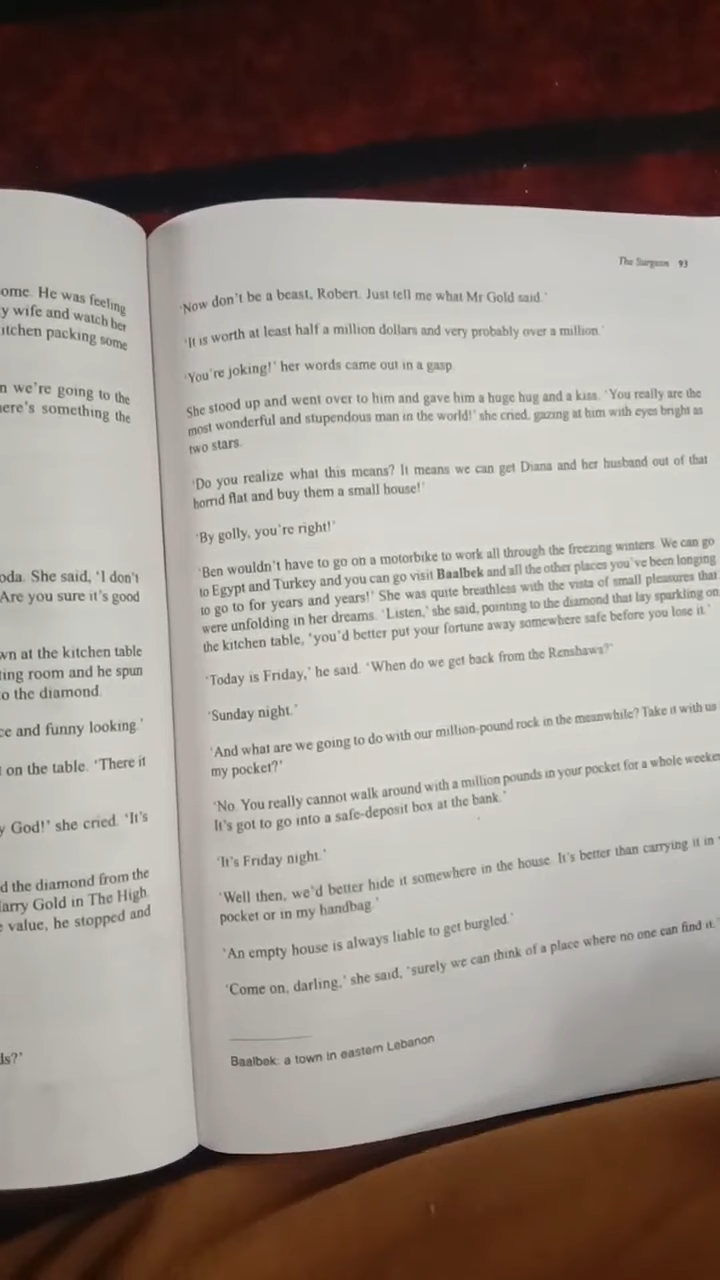 ome. He was feeling
y wife and watch her
itchen packing some
n we're going to the
ere's something the
oda. She said, 'I don't
Are you sure it's good
wn at the kitchen table
ting room and he spun
o the diamond.
ce and funny looking.'
t on the table. 'There it
y God!' she cried. 'It's
d the diamond from the
Harry Gold in The High
e value, he stopped and
ds?'
The Surgeon 93
'Now don't be a beast, Robert. Just tell me what Mr Gold said.'
'It is worth at least half a million dollars and very probably over a million.'
'You're joking!' her words came out in a gasp.
She stood up and went over to him and gave him a huge hug and a kiss. 'You really are the
most wonderful and stupendous man in the world!' she cried, gazing at him with eyes bright as
two stars.
'Do you realize what this means? It means we can get Diana and her husband out of that
horrid flat and buy them a small house!'
'By golly, you're right!'
'Ben wouldn't have to go on a motorbike to work all through the freezing winters. We can go
to Egypt and Turkey and you can go visit Baalbek and all the other places you've been longing
to go to for years and years!' She was quite breathless with the vista of small pleasures that
were unfolding in her dreams. 'Listen,' she said, pointing to the diamond that lay sparkling on
the kitchen table, 'you'd better put your fortune away somewhere safe before you lose it.'
'Today is Friday,' he said. 'When do we get back from the Renshaws?'
'Sunday night.'
'And what are we going to do with our million-pound rock in the meanwhile? Take it with us
my pocket?'
'No. You really cannot walk around with a million pounds in your pocket for a whole weeke
It's got to go into a safe-deposit box at the bank.'
'It's Friday night.'
'Well then, we'd better hide it somewhere in the house. It's better than carrying it in
pocket or in my handbag.'
'An empty house is always liable to get burgled.'
'Come on, darling,' she said, 'surely we can think of a place where no one can find it.'
Baalbek: a town in eastern Lebanon